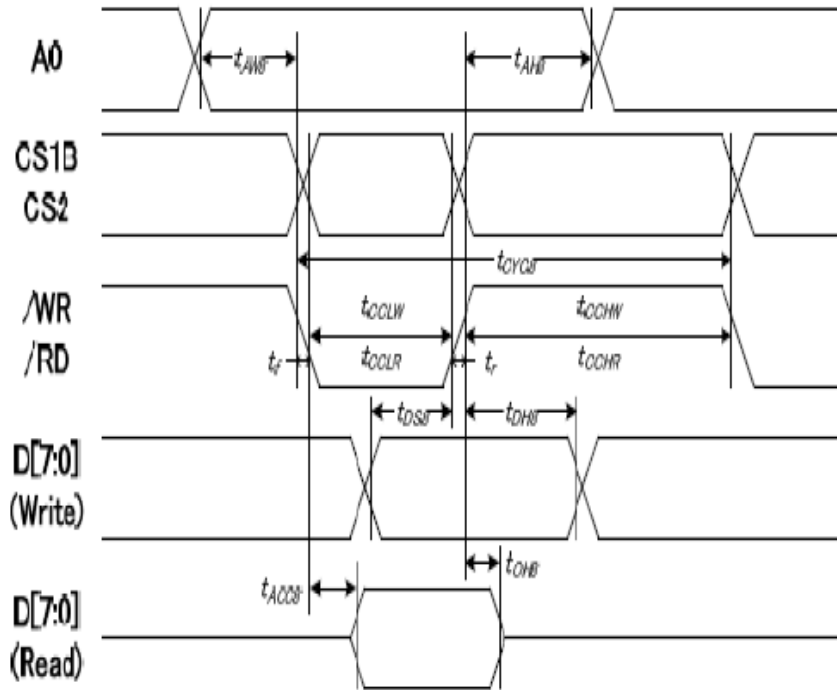 A0
tAW8
tAH8
CS1B
CS2
tCYC8
/WR
/RD
tCCLW
tCCHW
tf
tCCLR
tr
tCCHR
tDS8
tDH8
D[7:0]
(Write)
tOH8
tACC8
D[7:0]
(Read)